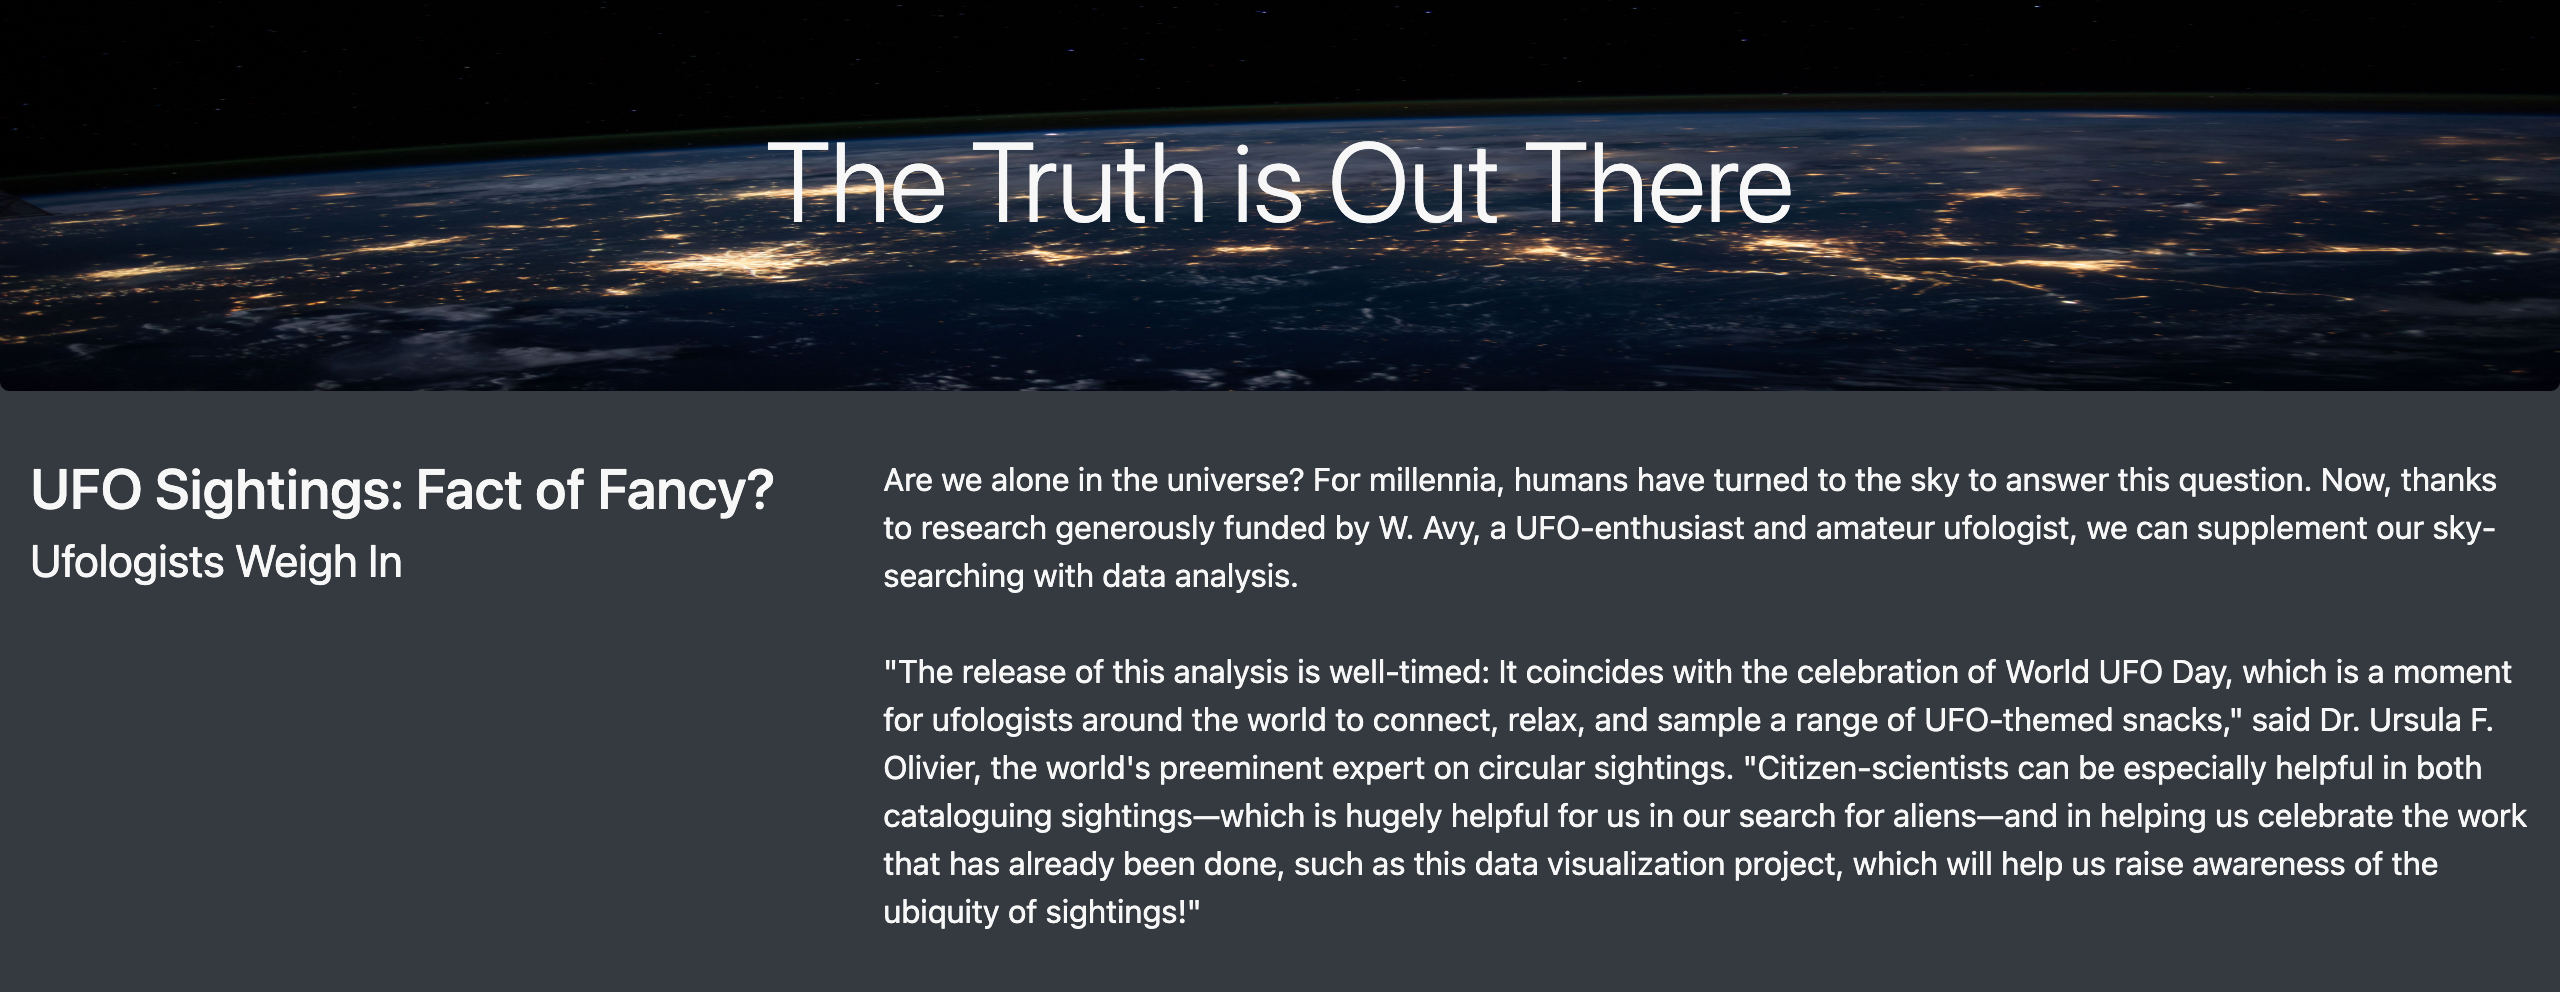 The Truth is Out There
UFO Sightings: Fact of Fancy?
Ufologists Weigh In
Are we alone in the universe? For millennia, humans have turned to the sky to answer this question. Now, thanks
to research generously funded by W. Avy, a UFO-enthusiast and amateur ufologist, we can supplement our sky-
searching with data analysis.
"The release of this analysis is well-timed: It coincides with the celebration of World UFO Day, which is a moment
for ufologists around the world to connect, relax, and sample a range of UFO-themed snacks," said Dr. Ursula F.
Olivier, the world's preeminent expert on circular sightings. "Citizen-scientists can be especially helpful in both
cataloguing sightings—which is hugely helpful for us in our search for aliens—and in helping us celebrate the work
that has already been done, such as this data visualization project, which will help us raise awareness of the
ubiquity of sightings!"